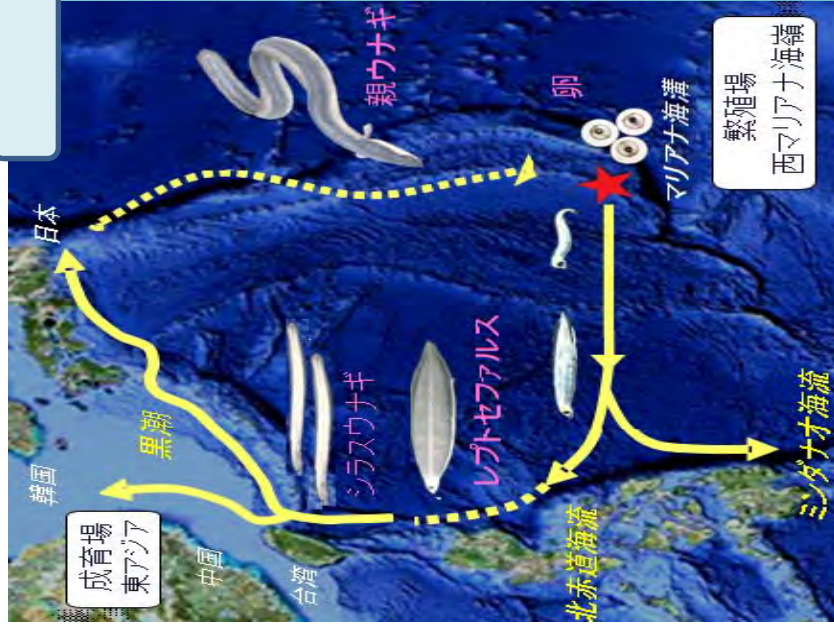 日本
親ウナギ
卵
マリアナ海溝
繁殖場
西マリアナ海嶺
シラスウナギ
レプトセファルス
黒潮
韓国
成育場
東アジア
中国
台湾
北赤道海流
ミンダナオ海流